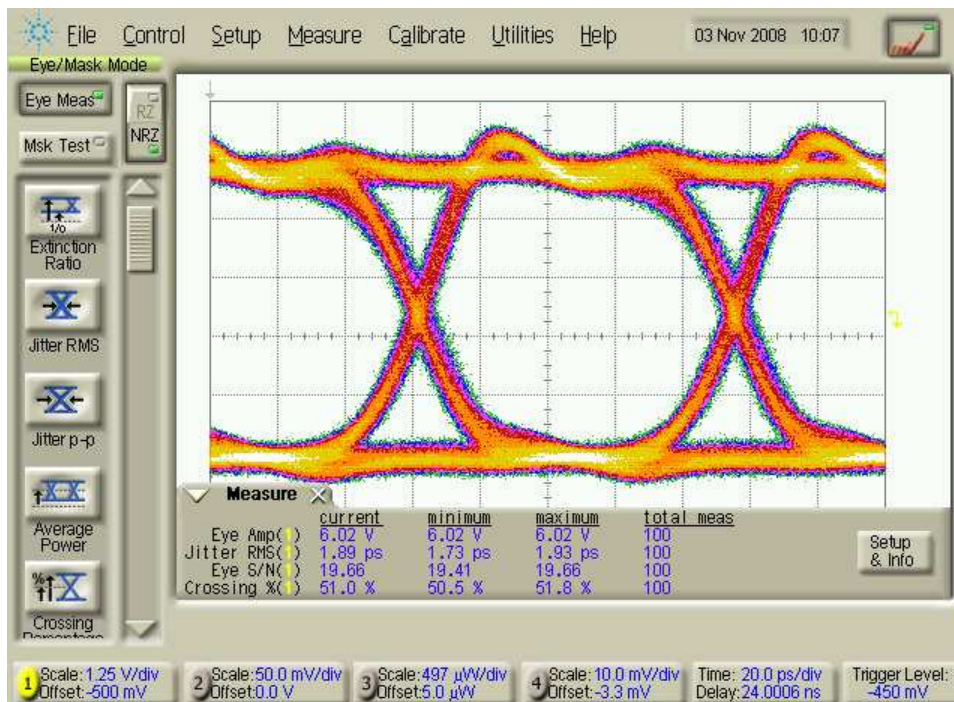 File Control Setup Measure Calibrate Utilities Help 03 Nov 2008 10:07
Eye/Mask Mode
Eye Meas
RZ
NRZ
Msk Test
1/0
Extinction
Ratio
Jitter RMS
Jitter p-p
Average
Power
%
Crossing
Percentage
Measure
current minimum maximum total meas
Eye Amp(1) 6.02 V 6.02 V 6.02 V 100
Jitter RMS(1) 1.89 ps 1.73 ps 1.93 ps 100
Eye S/N(1) 19.66 19.41 19.66 100
Crossing %(1) 51.0 % 50.5 % 51.8 % 100
Setup
& Info
1 Scale: 1.25 V/div
Offset:-500 mV
2 Scale:50.0 mV/div
Offset:0.0 V
3 Scale:497 µW/div
Offset:5.0 µW
4 Scale:10.0 mV/div
Offset:-3.3 mV
Time: 20.0 ps/div
Delay:24.0006 ns
Trigger Level:
-450 mV